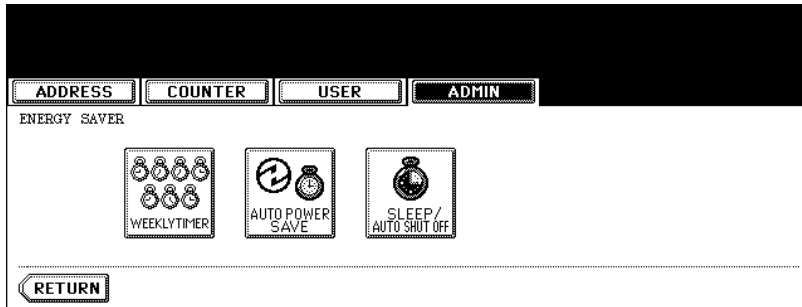 ADDRESS COUNTER USER ADMIN
ENERGY SAVER
WEEKLYTIMER
AUTO POWER
SAVE
SLEEP/
AUTO SHUT OFF
RETURN